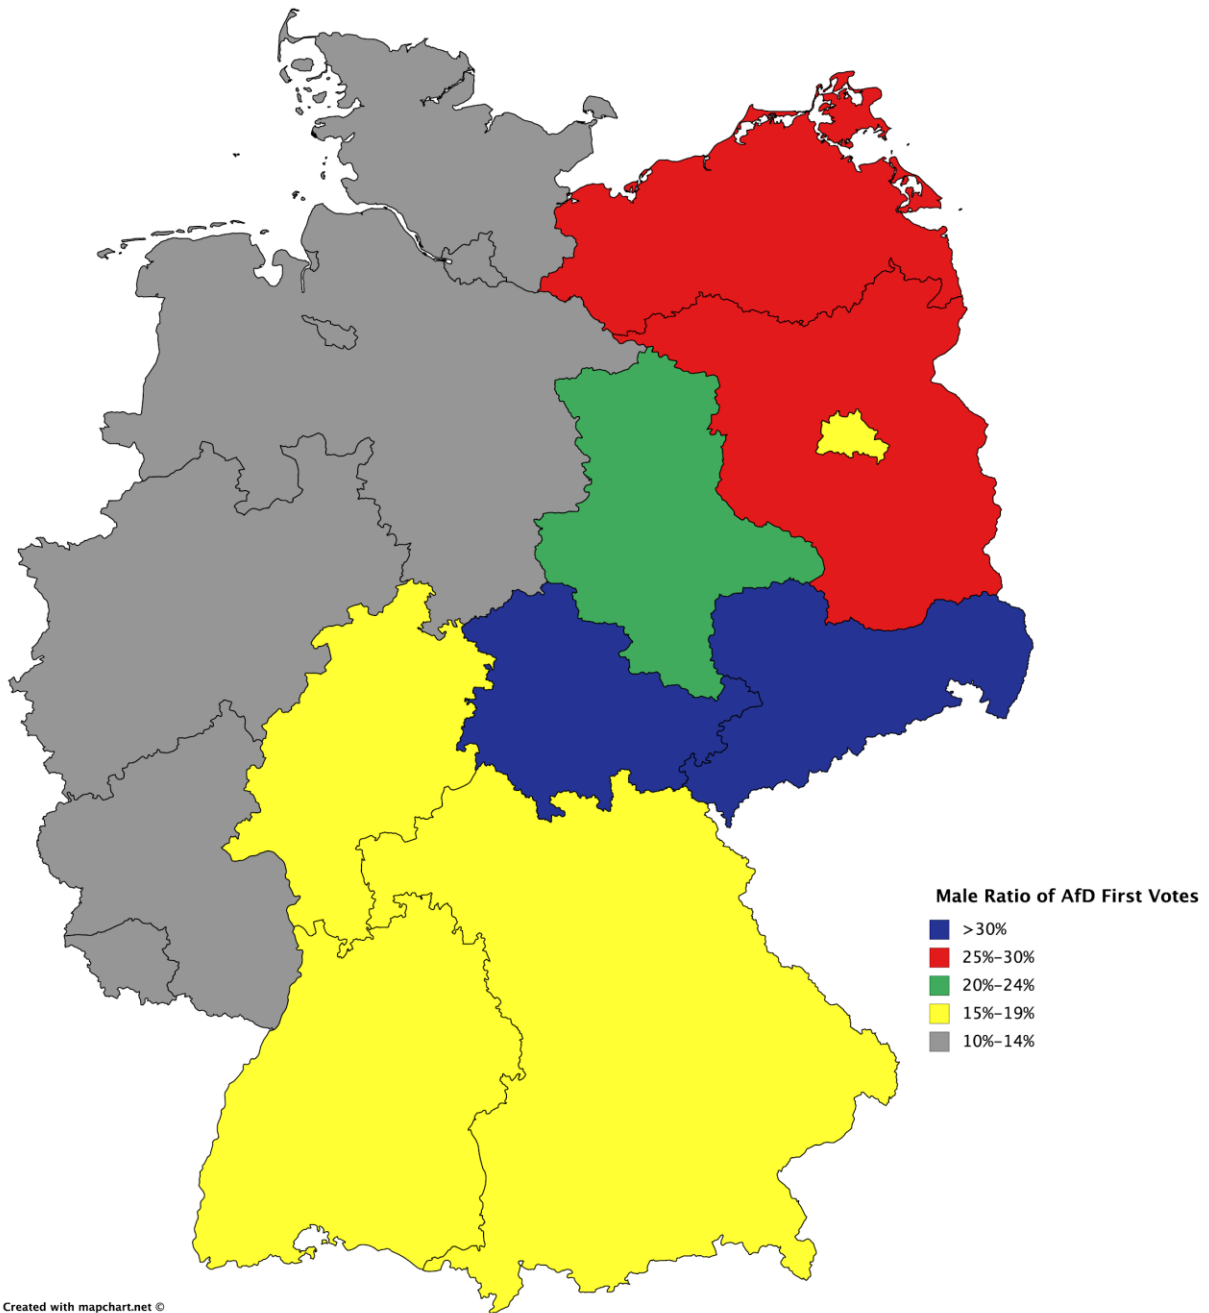 Male Ratio of AfD First Votes
>30%
25%-30%
20%-24%
15%-19%
10%-14%
Created with mapchart.net ©